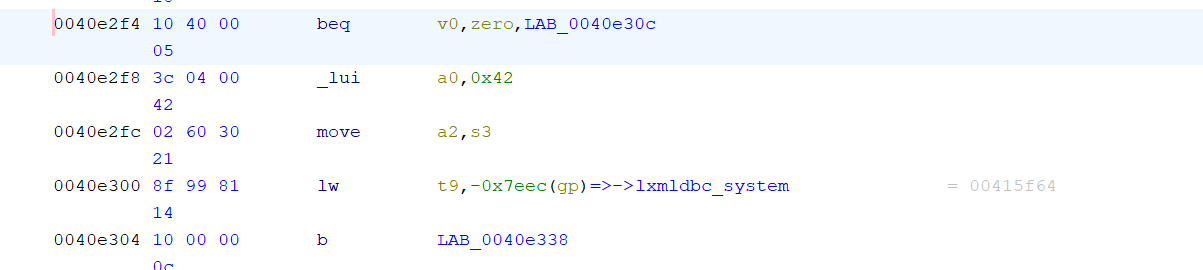 0040e2f4 10 40 00 beq v0,zero,LAB_0040e30c
05
0040e2f8 3c 04 00 _lui a0,0x42
42
0040e2fc 02 60 30 move a2,s3
21
0040e300 8f 99 81 lw t9,-0x7eec(gp)=>->lxmldbc_system = 00415f64
14
0040e304 10 00 00 b LAB_0040e338
0c